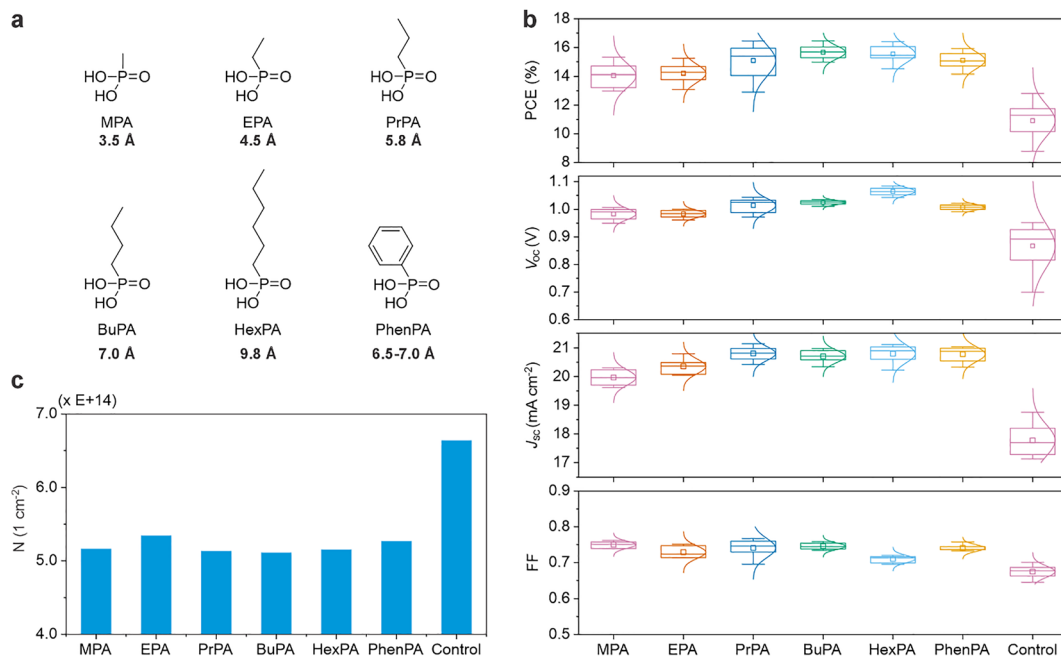 a
HO P O
HO
MPA
3.5 Å
HO P O
HO
EPA
4.5 Å
HO P O
HO
PrPA
5.8 Å
HO P O
HO
BuPA
7.0 Å
HO P O
HO
HexPA
9.8 Å
HO P O
HO
PhenPA
6.5-7.0 Å
b
PCE (%)
18
16
14
12
10
8
V_OC (V)
1.1
1.0
0.9
0.8
0.7
0.6
J_SC (mA cm⁻²)
21
20
19
18
17
FF
0.9
0.8
0.7
0.6
0.5
MPA EPA PrPA BuPA HexPA PhenPA Control
c
(x E+14)
N (1 cm⁻²)
7.0
6.0
5.0
4.0
MPA EPA PrPA BuPA HexPA PhenPA Control